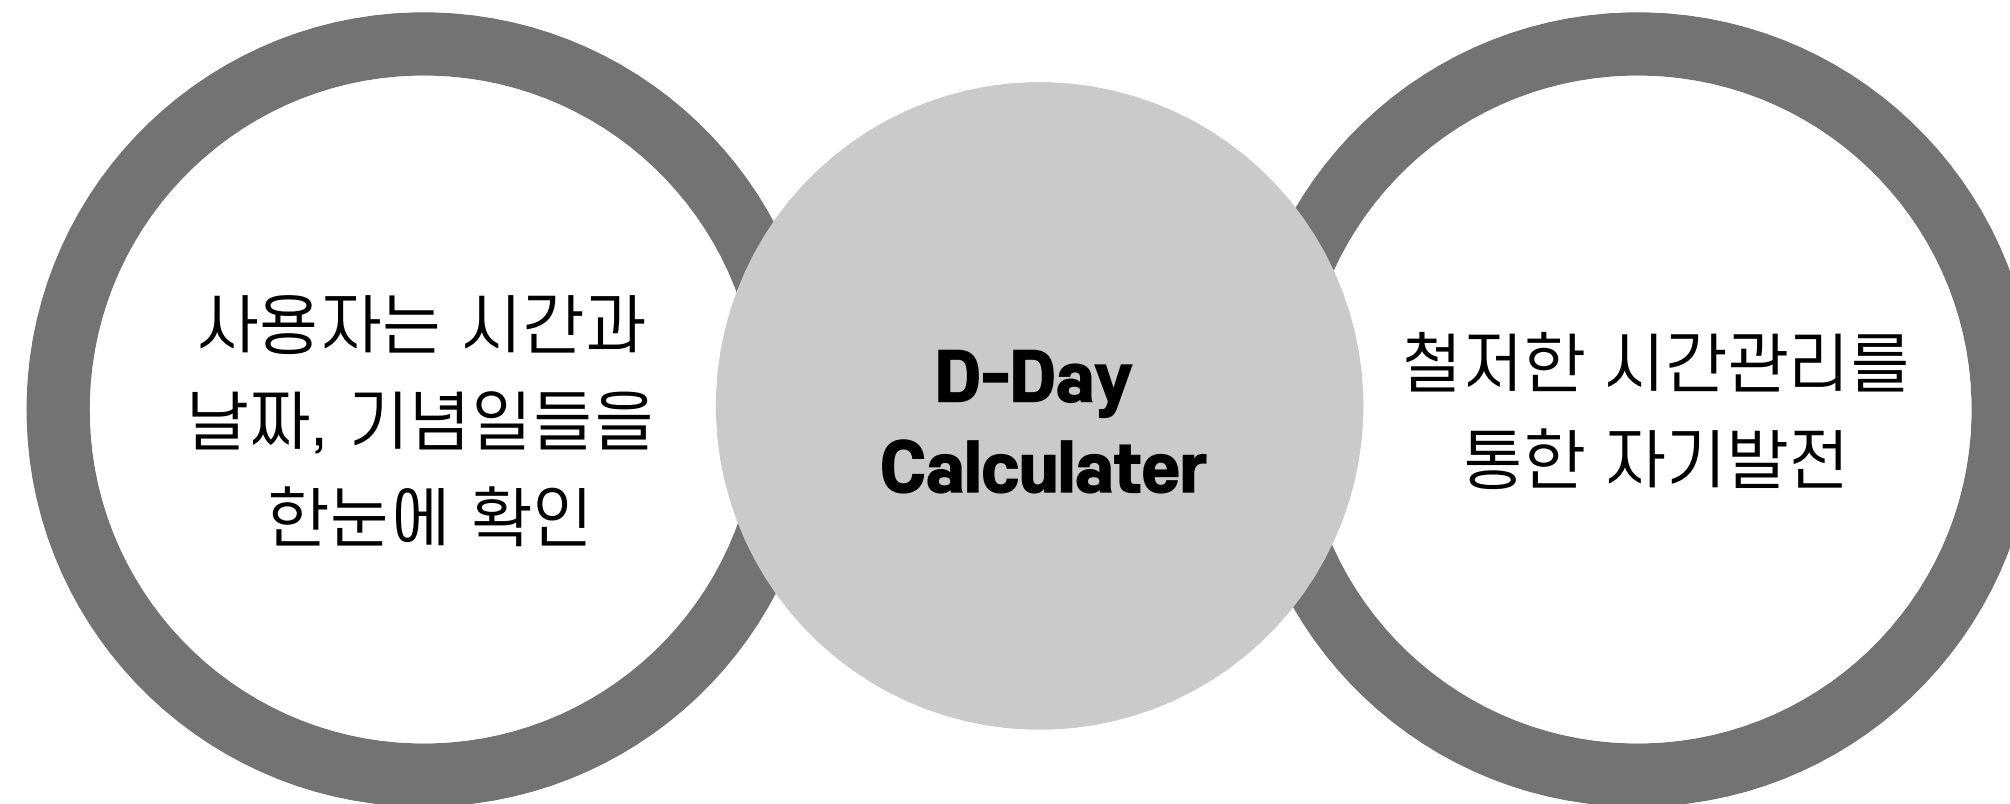 사용자는 시간과
날짜, 기념일들을
한눈에 확인
D-Day
Calculater
철저한 시간관리를
통한 자기발전